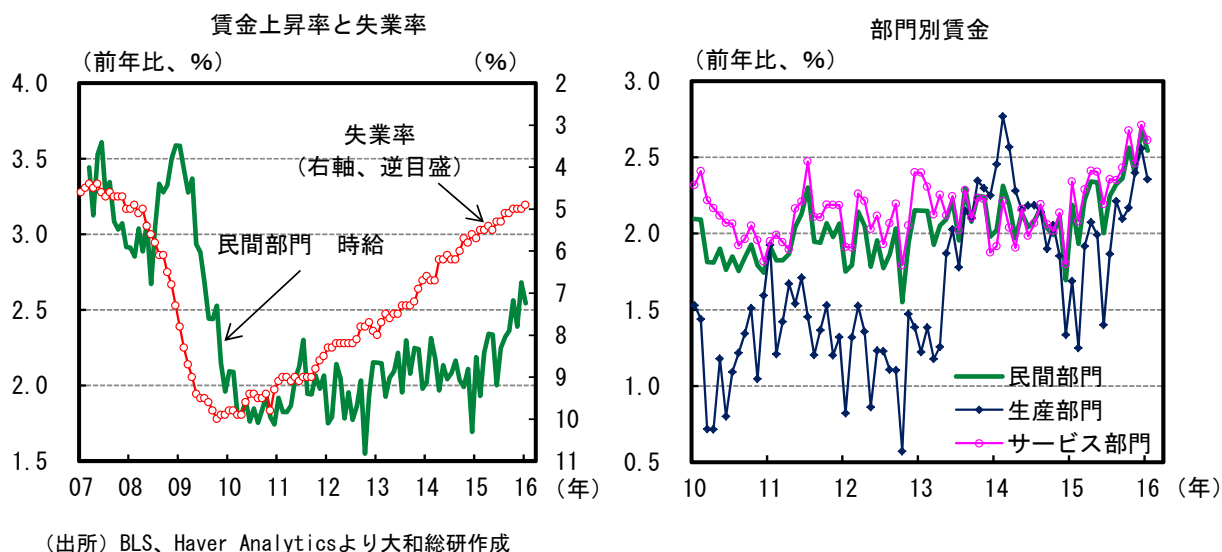 賃金上昇率と失業率
（前年比、%）
（%）
4.0
3.5
3.0
2.5
2.0
1.5
2
3
4
5
6
7
8
9
10
11
失業率
（右軸、逆目盛）
民間部門 時給
07 08 09 10 11 12 13 14 15 16（年）
部門別賃金
（前年比、%）
3.0
2.5
2.0
1.5
1.0
0.5
民間部門
生産部門
サービス部門
10 11 12 13 14 15 16 （年）
（出所）BLS、Haver Analyticsより大和総研作成